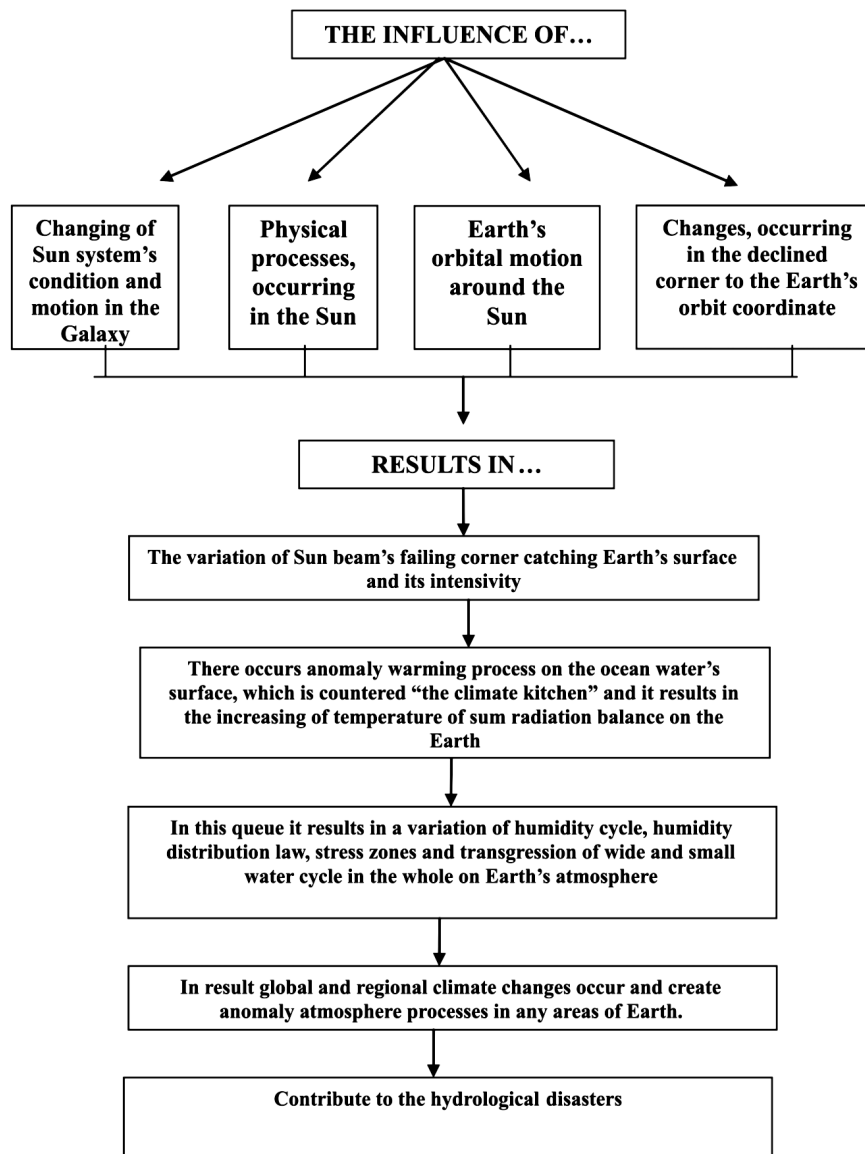 THE INFLUENCE OF…
Changing of
Sun system's
condition and
motion in the
Galaxy
Physical
processes,
occurring
in the Sun
Earth's
orbital motion
around the
Sun
Changes, occurring
in the declined
corner to the Earth's
orbit coordinate
RESULTS IN…
The variation of Sun beam's failing corner catching Earth's surface
and its intensivity
There occurs anomaly warming process on the ocean water's
surface, which is countered “the climate kitchen” and it results in
the increasing of temperature of sum radiation balance on the
Earth
In this queue it results in a variation of humidity cycle, humidity
distribution law, stress zones and transgression of wide and small
water cycle in the whole on Earth's atmosphere
In result global and regional climate changes occur and create
anomaly atmosphere processes in any areas of Earth.
Contribute to the hydrological disasters